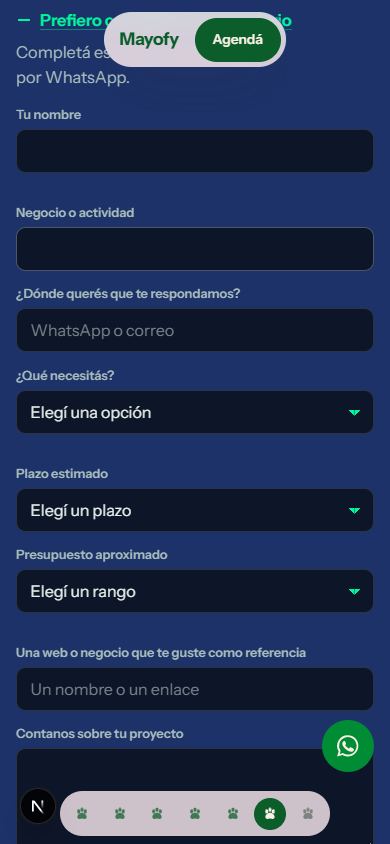 Prefiero
Mayofy
Agendá
Completá
por WhatsApp.
Tu nombre
Negocio o actividad
¿Dónde querés que te respondamos?
WhatsApp o correo
¿Qué necesitás?
Elegí una opción
Plazo estimado
Elegí un plazo
Presupuesto aproximado
Elegí un rango
Una web o negocio que te guste como referencia
Un nombre o un enlace
Contanos sobre tu proyecto
N